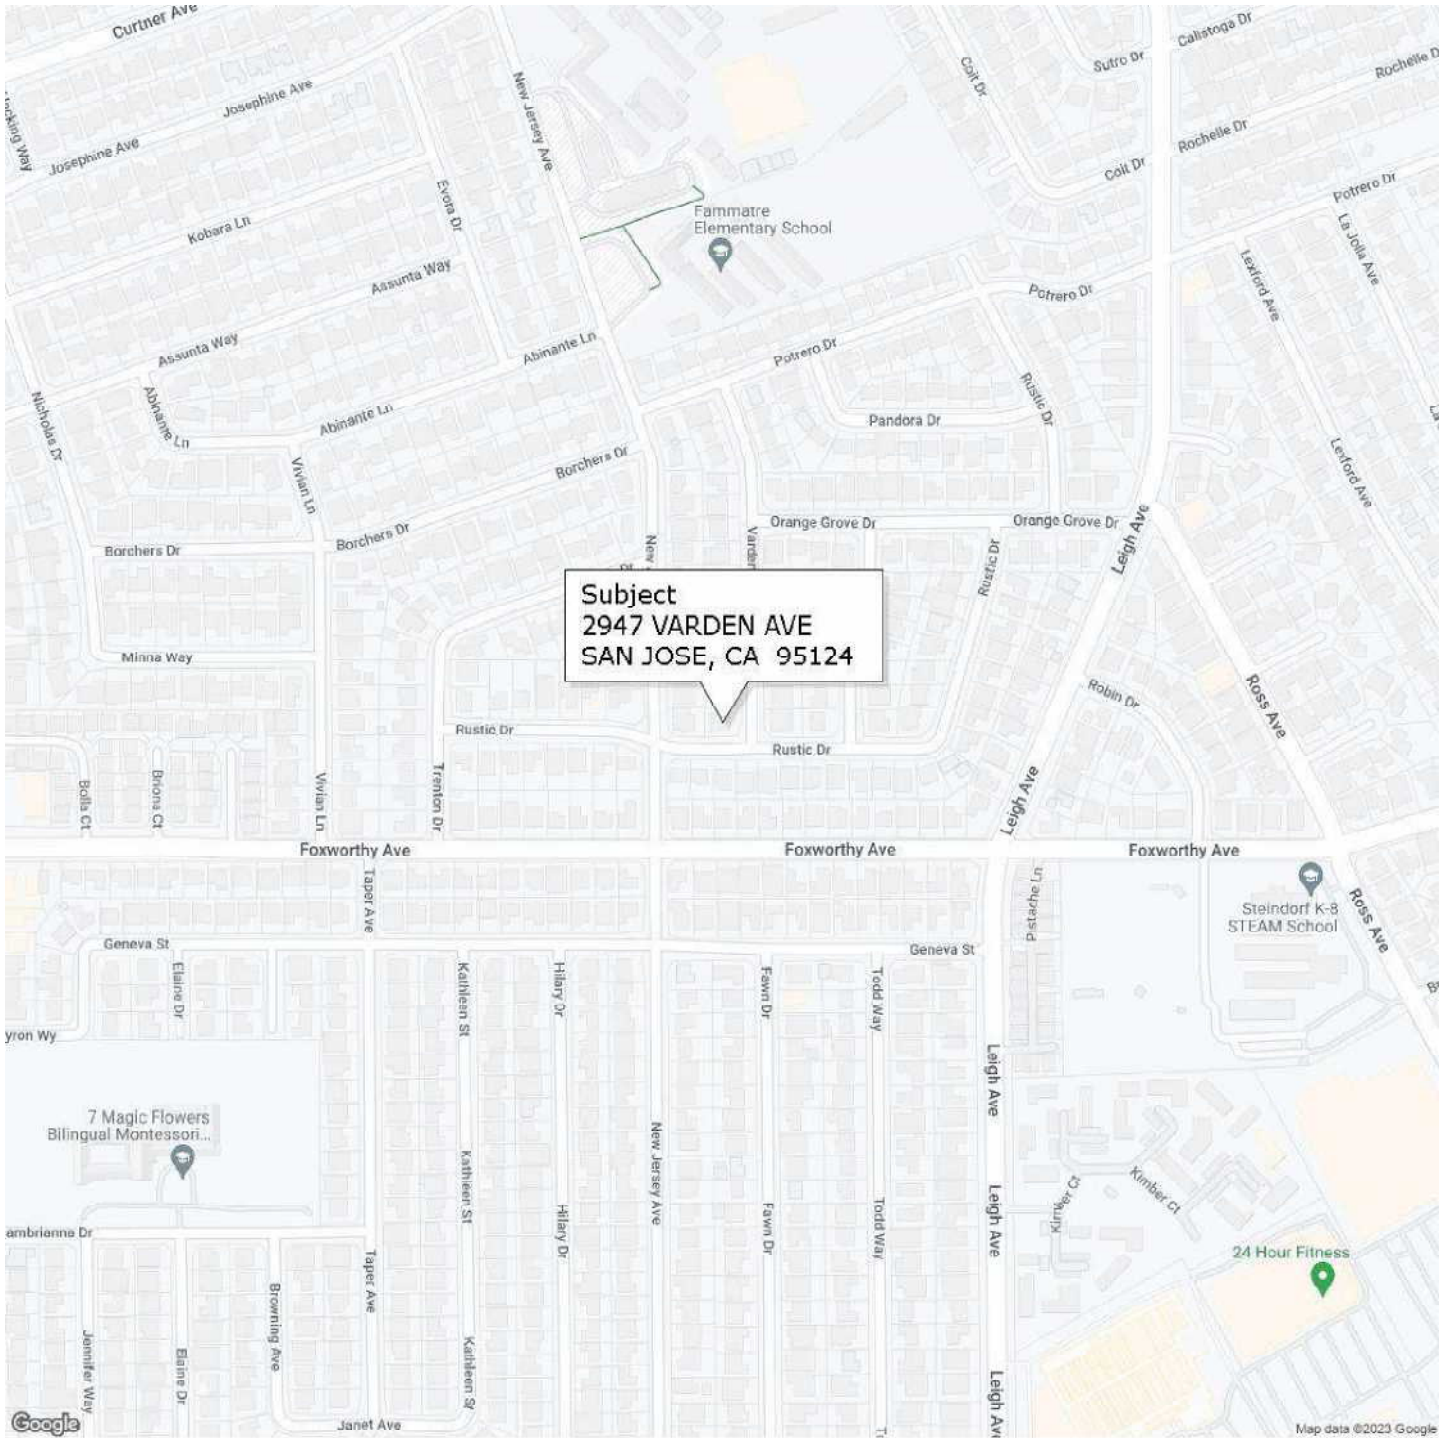 Curtner Ave
Calistoga Dr
Sutro Dr
Coit Dr
Josephine Ave
New Jersey Ave
Josephine Ave
Rochelle Dr
Coit Dr
Potrero Dr
Evora Dr
Kobara Ln
Fammatre
Elementary School
La Jolla Ave
Assunta Way
Lexford Ave
Potrero Dr
Assunta Way
Abinante Ln
Potrero Dr
Nicholas Dr
Abinante Ln
Abinante Ln
Rustic Dr
Pandora Dr
Borchers Dr
Vivian Ln
Lexford Ave
Orange Grove Dr
Orange Grove Dr
Leigh Ave
Borchers Dr
Borchers Dr
New
Varden
Rustic Dr
Subject
2947 VARDEN AVE
SAN JOSE, CA 95124
Minna Way
Robin Dr
Ross Ave
Rustic Dr
Rustic Dr
Bolla Ct
Briona Ct
Vivian Ln
Trenton Dr
Leigh Ave
Foxworthy Ave
Foxworthy Ave
Foxworthy Ave
Taper Ave
Pistache Ln
Steindorf K-8
STEAM School
Ross Ave
Geneva St
Geneva St
Elaine Dr
Kathleen St
Hilary Dr
Fawn Dr
Todd Way
yron Wy
Leigh Ave
7 Magic Flowers
Bilingual Montessori...
New Jersey Ave
Kathleen St
Hilary Dr
Fawn Dr
Todd Way
Leigh Ave
Kimber Ct
Kimber Ct
ambrianna Dr
Taper Ave
24 Hour Fitness
Browning Ave
Jennifer Way
Elaine Dr
Kathleen St
Leigh Av
Janet Ave
Google
Map data ©2023 Google